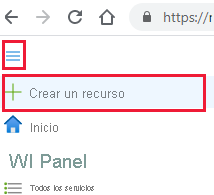 https://r
Crear un recurso
Inicio
WI Panel
Todos los servicios